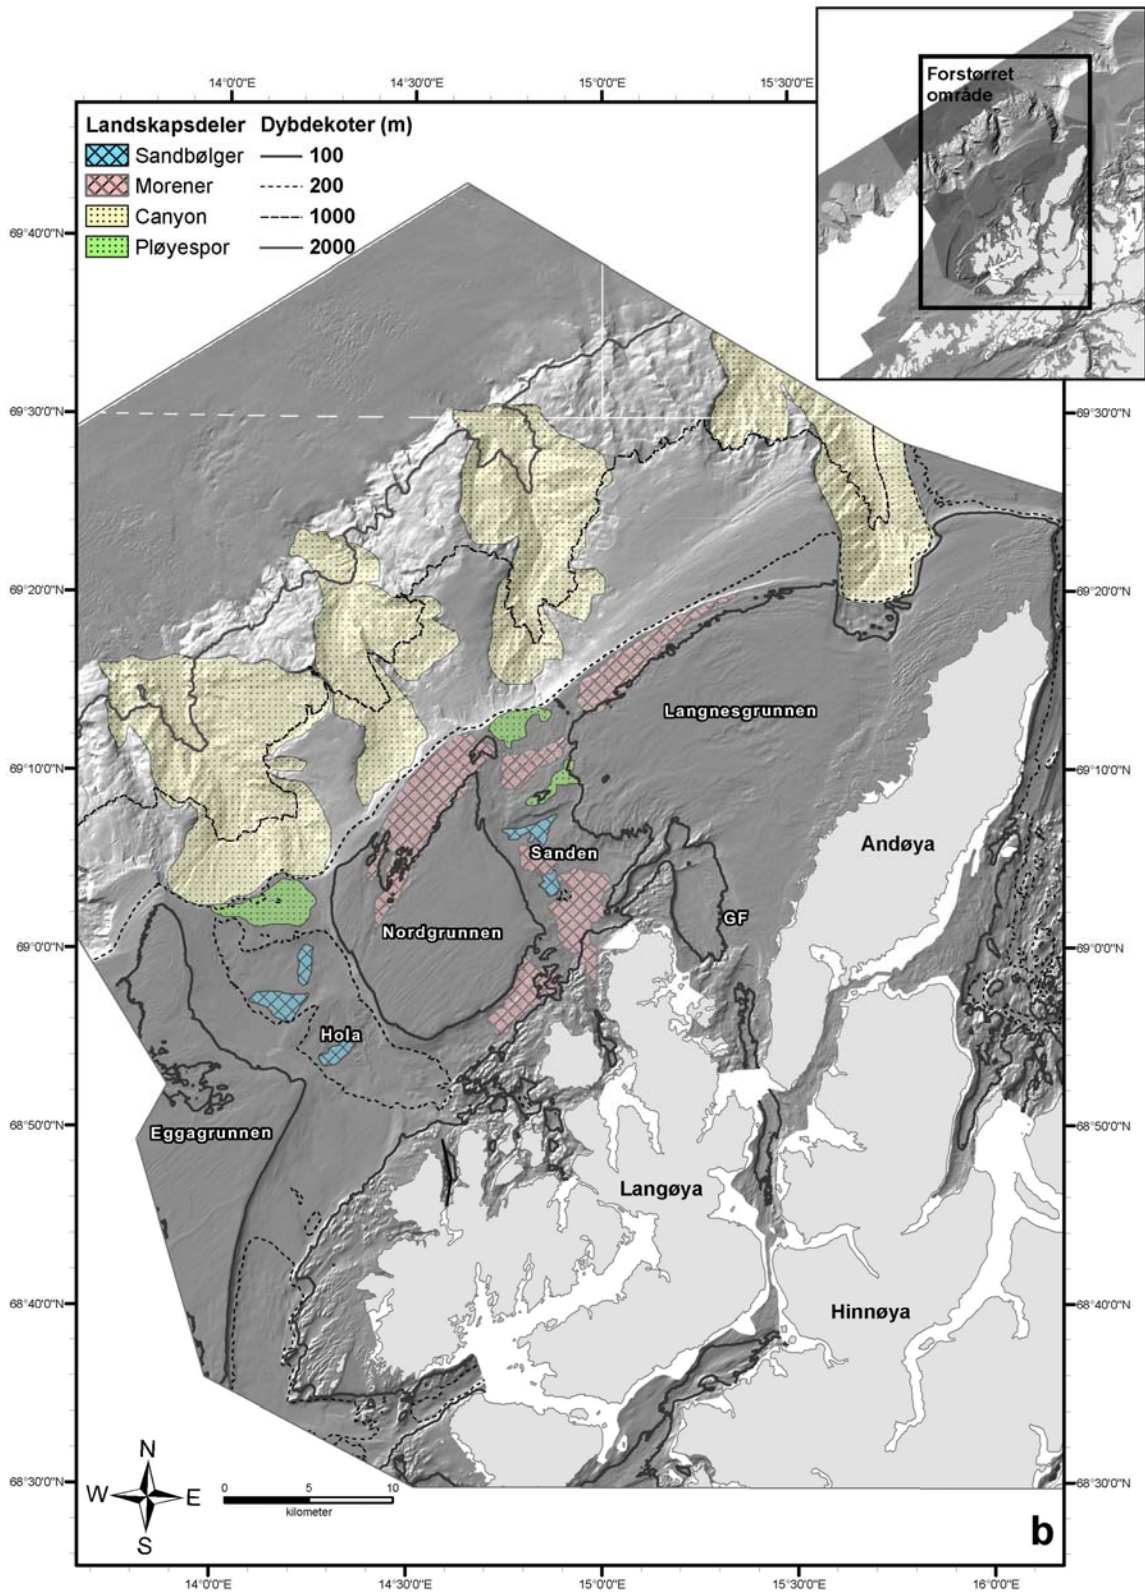 Forstørret
område
14°0'0"E
14°30'0"E
15°0'0"E
15°30'0"E
Landskapsdeler
Dybdekoter (m)
Sandbølger
100
Morener
200
Canyon
1000
Pløyespor
2000
69°40'0"N
69°30'0"N
69°30'0"N
69°20'0"N
69°20'0"N
Langnesgrunnen
69°10'0"N
69°10'0"N
Andøya
Sanden
GF
Nordgrunnen
69°0'0"N
69°0'0"N
Hola
Eggagrunnen
68°50'0"N
68°50'0"N
Langøya
68°40'0"N
68°40'0"N
Hinnøya
N
W
E
S
0
5
10
kilometer
68°30'0"N
68°30'0"N
b
14°0'0"E
14°30'0"E
15°0'0"E
15°30'0"E
16°0'0"E